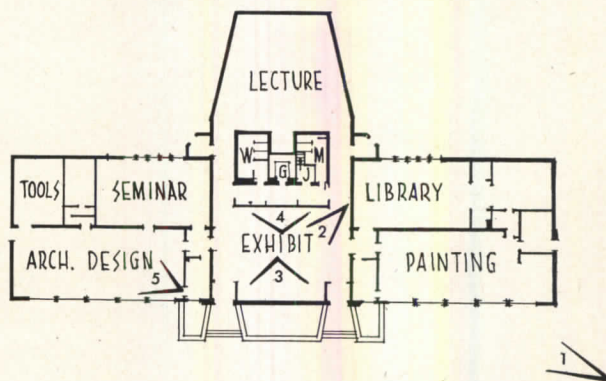 LECTURE
W
M
G
J
TOOLS
SEMINAR
LIBRARY
4
2
EXHIBIT
ARCH. DESIGN
3
PAINTING
5
1